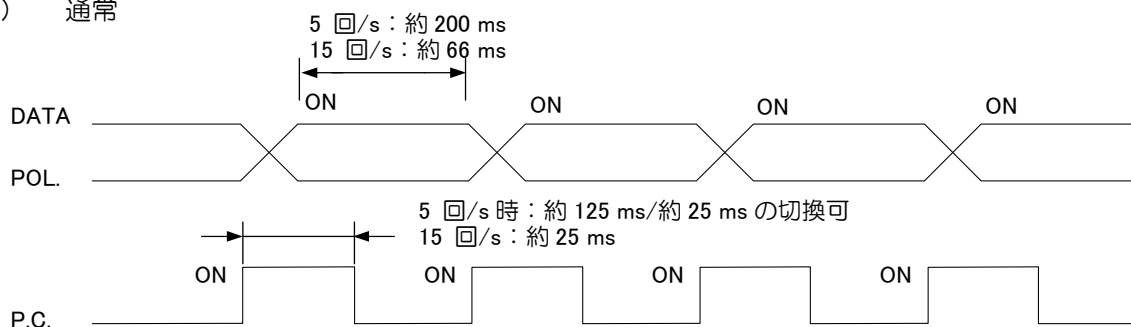 ) 通常
5 回/s：約 200 ms
15 回/s：約 66 ms
ON ON ON ON
DATA
POL.
5 回/s 時：約 125 ms/約 25 ms の切換可
15 回/s：約 25 ms
ON ON ON ON
P.C.